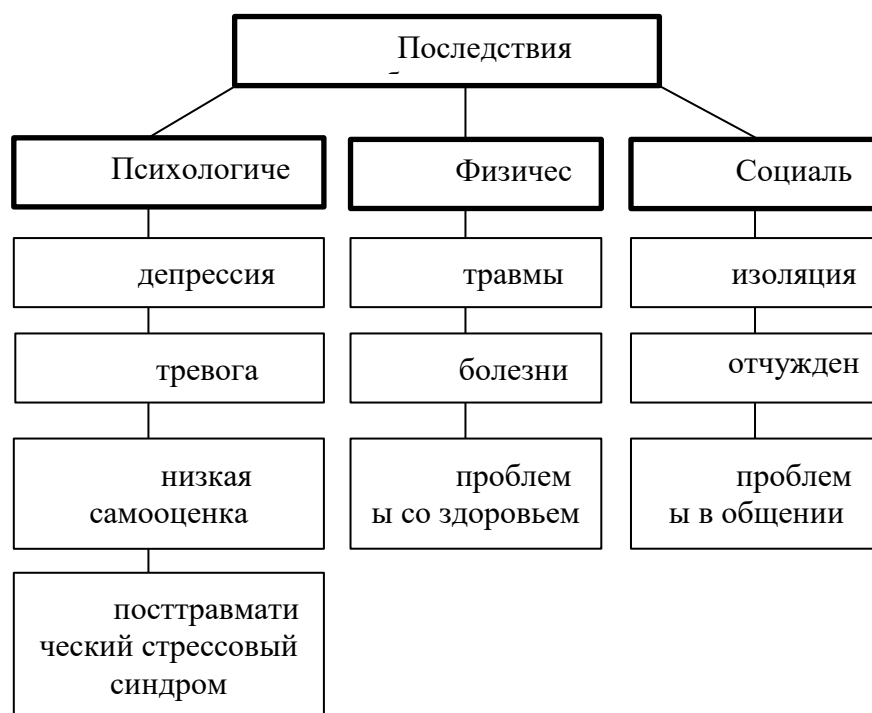 Последствия
Психологиче
Физичес
Социаль
депрессия
травмы
изоляция
тревога
болезни
отчужден
низкая
самооценка
проблем
ы со здоровьем
проблем
ы в общении
посттравмати
ческий стрессовый
синдром